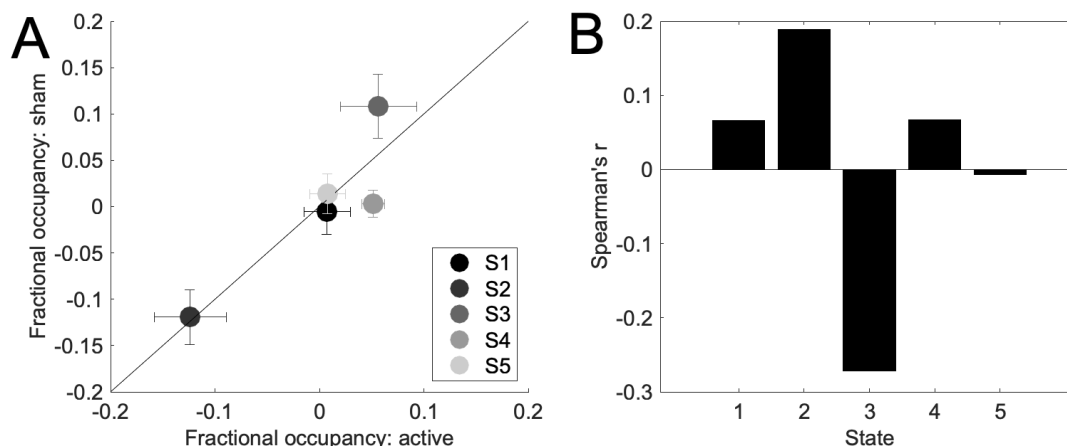 A
Fractional occupancy: sham
0.2
0.15
0.1
0.05
0
-0.05
-0.1
-0.15
-0.2
-0.2
-0.1
0
0.1
0.2
Fractional occupancy: active
S1
S2
S3
S4
S5
B
Spearman's r
0.2
0.1
0
-0.1
-0.2
-0.3
1
2
3
4
5
State